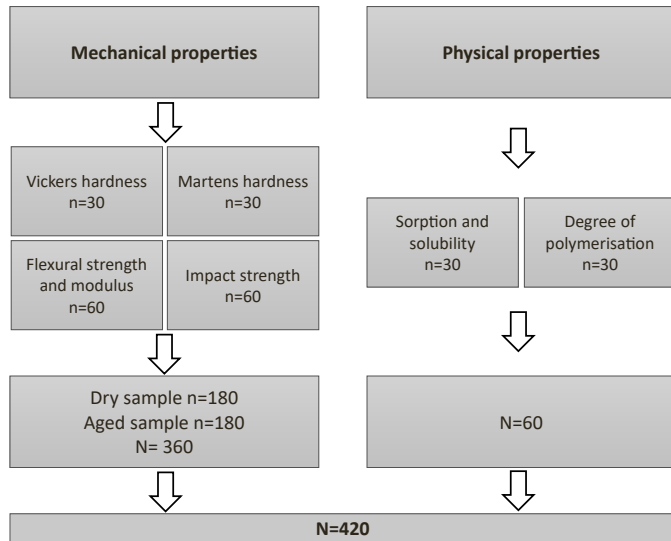 Mechanical properties
Physical properties
Vickers hardness
n=30
Martens hardness
n=30
Flexural strength
and modulus
n=60
Impact strength
n=60
Sorption and
solubility
n=30
Degree of
polymerisation
n=30
Dry sample n=180
Aged sample n=180
N= 360
N=60
N=420